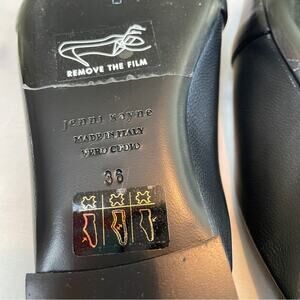 REMOVE THE FILM
jenni kayne
MADE IN ITALY
VERO CUOIO
36